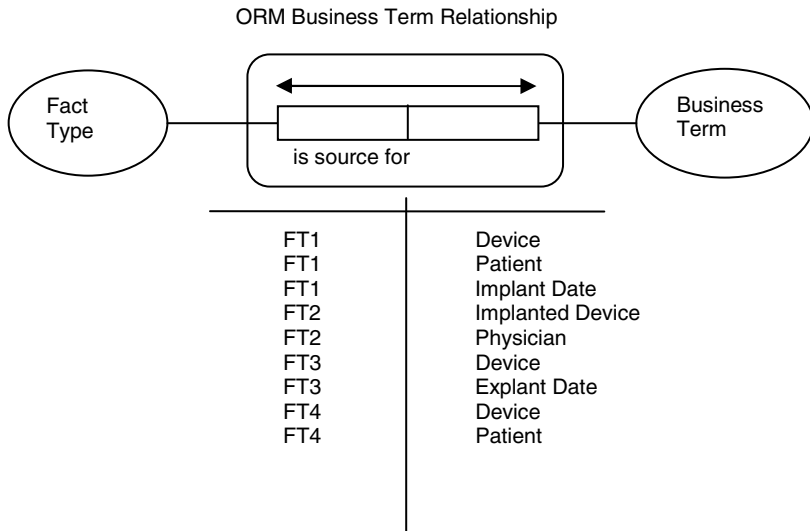 ORM Business Term Relationship
Fact
Type
Business
Term
is source for
FT1 Device
FT1 Patient
FT1 Implant Date
FT2 Implanted Device
FT2 Physician
FT3 Device
FT3 Explant Date
FT4 Device
FT4 Patient